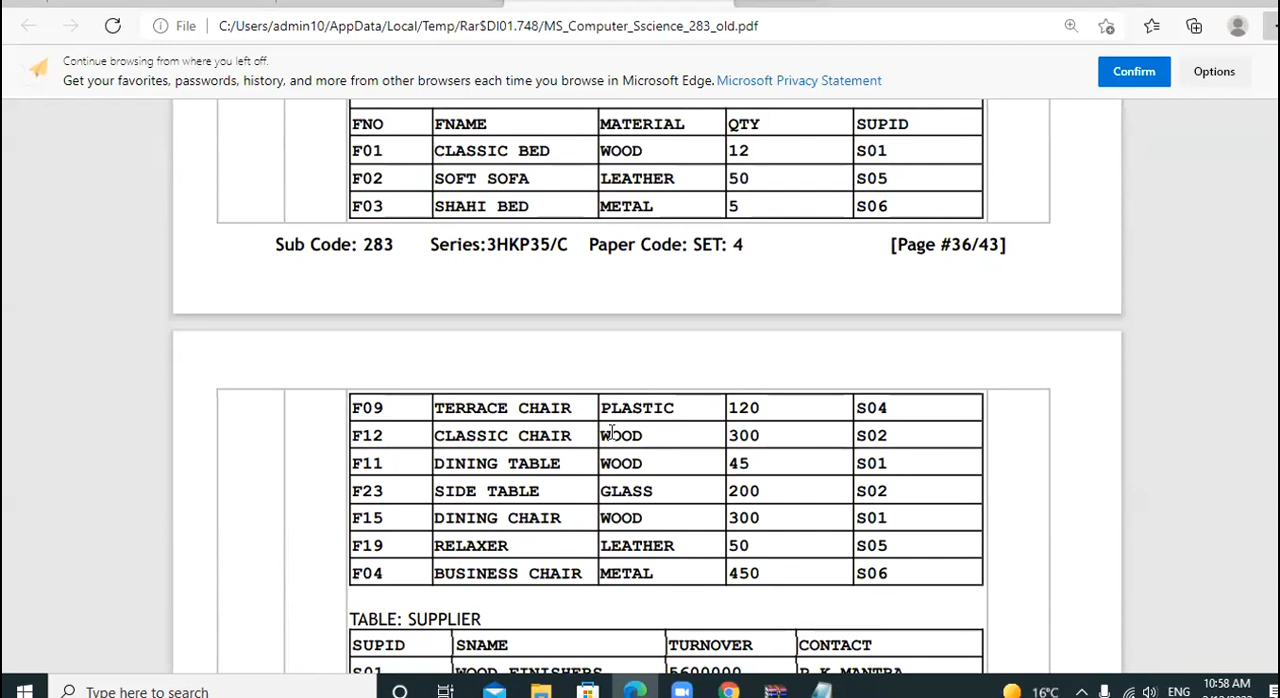 File C:/Users/admin10/AppData/Local/Temp/Rar$DI01.748/MS_Computer_Sscience_283_old.pdf
Continue browsing from where you left off.
Get your favorites, passwords, history, and more from other browsers each time you browse in Microsoft Edge. Microsoft Privacy Statement
Confirm Options
FNO FNAME MATERIAL QTY SUPID
F01 CLASSIC BED WOOD 12 S01
F02 SOFT SOFA LEATHER 50 S05
F03 SHAHI BED METAL 5 S06
Sub Code: 283 Series:3HKP35/C Paper Code: SET: 4 [Page #36/43]
F09 TERRACE CHAIR PLASTIC 120 S04
F12 CLASSIC CHAIR WOOD 300 S02
F11 DINING TABLE WOOD 45 S01
F23 SIDE TABLE GLASS 200 S02
F15 DINING CHAIR WOOD 300 S01
F19 RELAXER LEATHER 50 S05
F04 BUSINESS CHAIR METAL 450 S06
TABLE: SUPPLIER
SUPID SNAME TURNOVER CONTACT
S01 WOOD FINISHERS 5600000 R K MANTRA
Type here to search
16°C ENG
10:58 AM